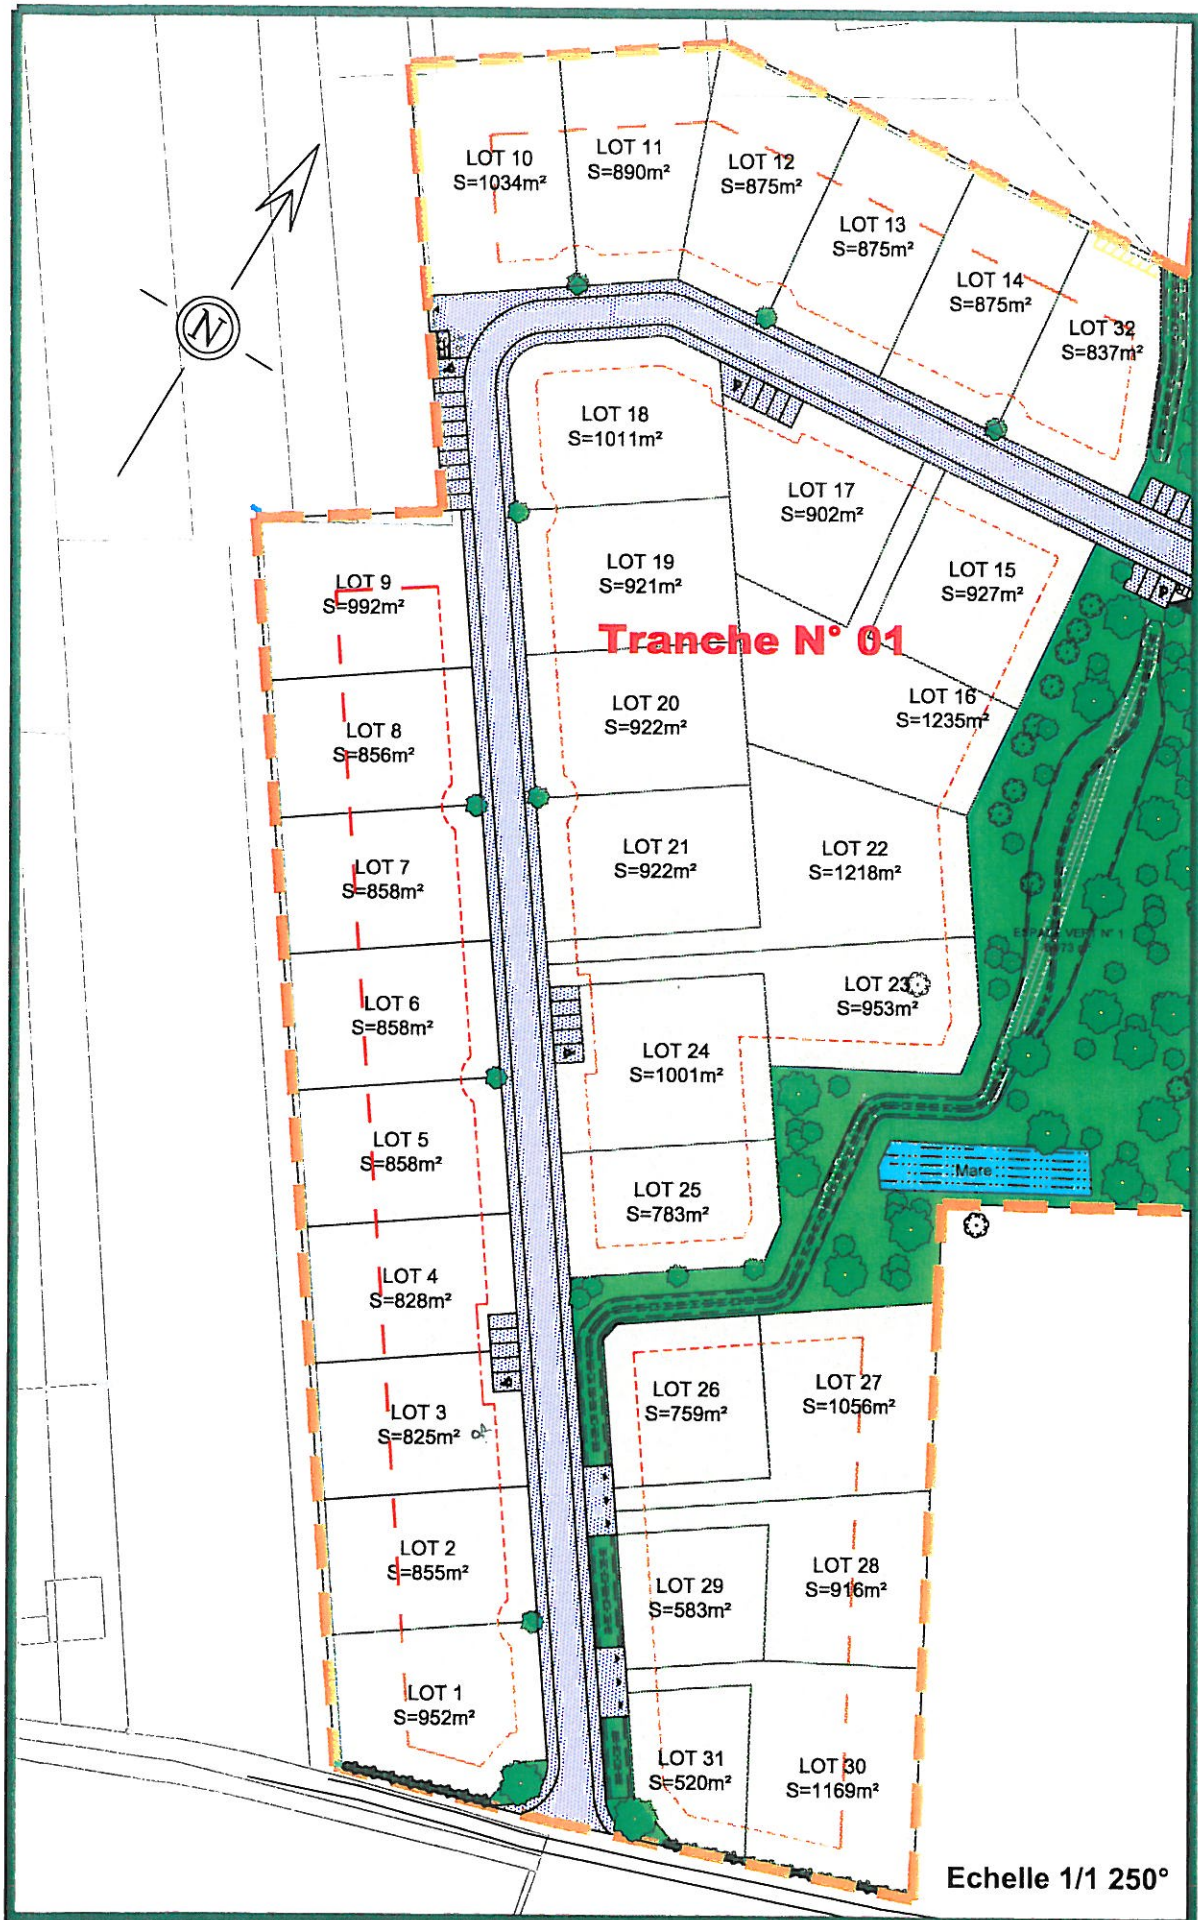 LOT 10
S=1034m²
LOT 11
S=890m²
LOT 12
S=875m²
LOT 13
S=875m²
LOT 14
S=875m²
LOT 32
S=837m²
N
LOT 18
S=1011m²
LOT 17
S=902m²
LOT 9
S=992m²
LOT 19
S=921m²
LOT 15
S=927m²
Tranche N° 01
LOT 8
S=856m²
LOT 20
S=922m²
LOT 16
S=1235m²
LOT 7
S=858m²
LOT 21
S=922m²
LOT 22
S=1218m²
LOT 6
S=858m²
LOT 23
S=953m²
LOT 24
S=1001m²
LOT 5
S=858m²
Mare
LOT 25
S=783m²
LOT 4
S=828m²
LOT 3
S=825m²
LOT 26
S=759m²
LOT 27
S=1056m²
LOT 2
S=855m²
LOT 29
S=583m²
LOT 28
S=916m²
LOT 1
S=952m²
LOT 31
S=520m²
LOT 30
S=1169m²
Echelle 1/1 250°